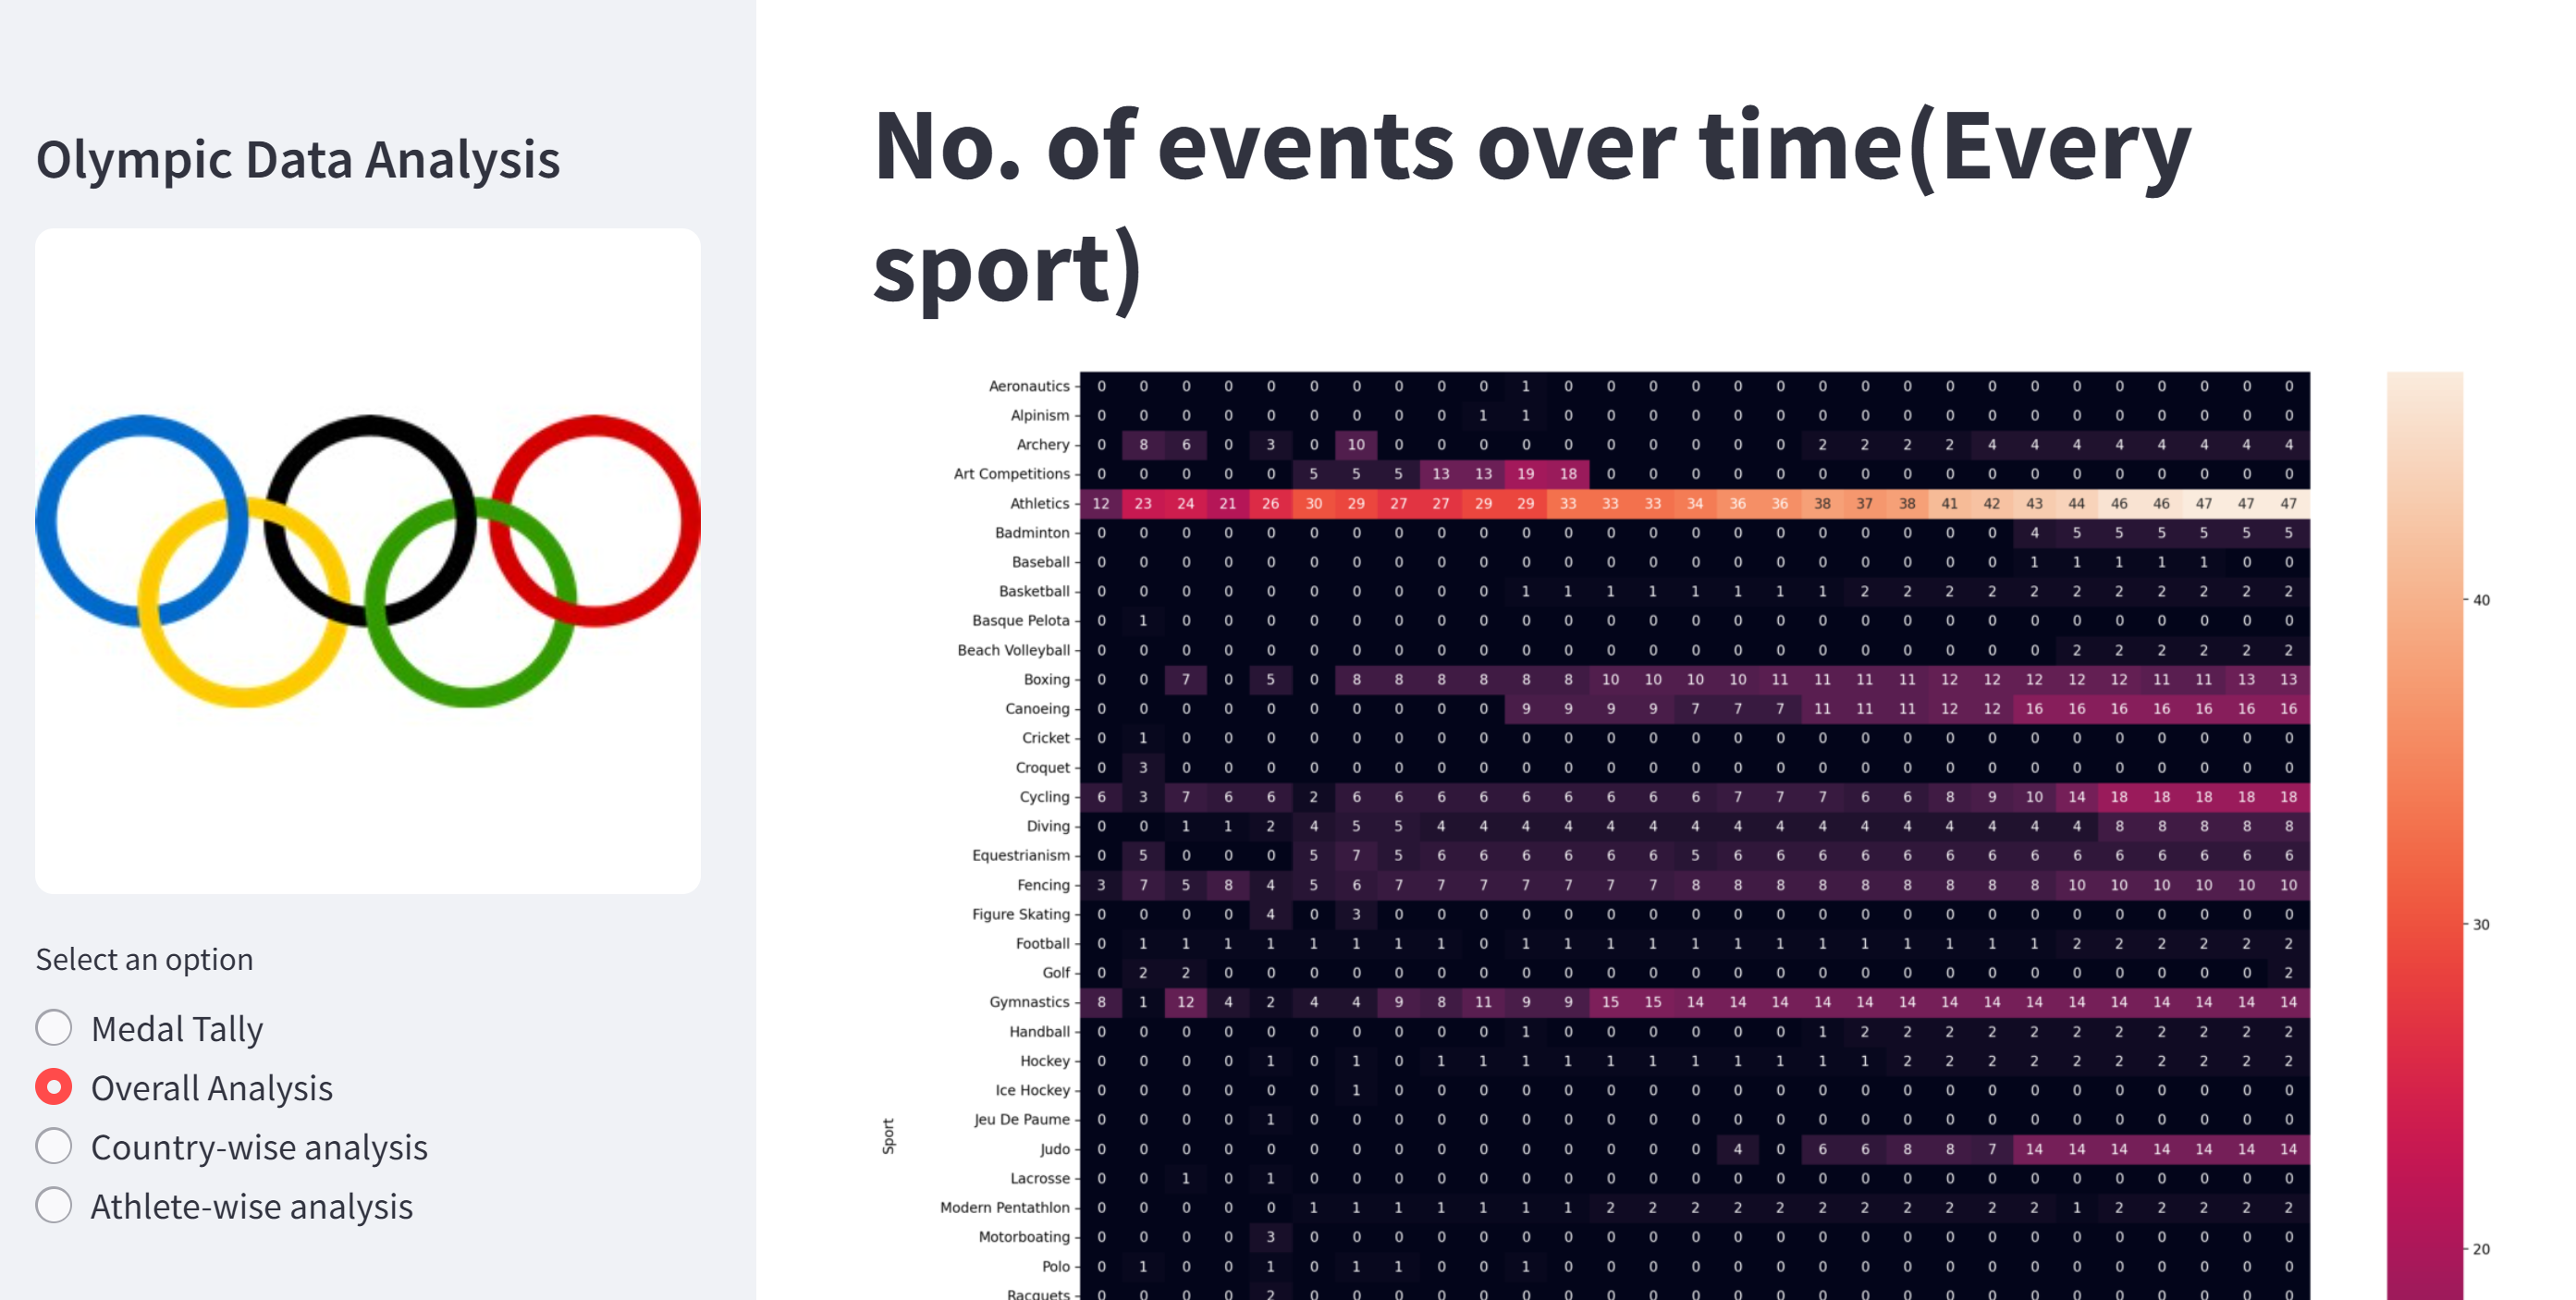 Olympic Data Analysis
Select an option
Medal Tally
Overall Analysis
Country-wise analysis
Athlete-wise analysis
No. of events over time(Every
sport)
Sport
Aeronautics 0 0 0 0 0 0 0 0 0 0 1 0 0 0 0 0 0 0 0 0 0 0 0 0 0 0 0 0 0
Alpinism 0 0 0 0 0 0 0 0 0 1 1 0 0 0 0 0 0 0 0 0 0 0 0 0 0 0 0 0 0
Archery 0 8 6 0 3 0 10 0 0 0 0 0 0 0 0 0 0 2 2 2 2 4 4 4 4 4 4 4 4
Art Competitions 0 0 0 0 0 5 5 5 13 13 19 18 0 0 0 0 0 0 0 0 0 0 0 0 0 0 0 0 0
Athletics 12 23 24 21 26 30 29 27 27 29 29 33 33 33 34 36 36 38 37 38 41 42 43 44 46 46 47 47 47
Badminton 0 0 0 0 0 0 0 0 0 0 0 0 0 0 0 0 0 0 0 0 0 0 4 5 5 5 5 5 5
Baseball 0 0 0 0 0 0 0 0 0 0 0 0 0 0 0 0 0 0 0 0 0 0 1 1 1 1 1 0 0
Basketball 0 0 0 0 0 0 0 0 0 0 1 1 1 1 1 1 1 1 2 2 2 2 2 2 2 2 2 2 2
Basque Pelota 0 1 0 0 0 0 0 0 0 0 0 0 0 0 0 0 0 0 0 0 0 0 0 0 0 0 0 0 0
Beach Volleyball 0 0 0 0 0 0 0 0 0 0 0 0 0 0 0 0 0 0 0 0 0 0 0 2 2 2 2 2 2
Boxing 0 0 7 0 5 0 8 8 8 8 8 8 10 10 10 10 11 11 11 11 12 12 12 12 12 11 11 13 13
Canoeing 0 0 0 0 0 0 0 0 0 0 9 9 9 9 7 7 7 11 11 11 12 12 16 16 16 16 16 16 16
Cricket 0 1 0 0 0 0 0 0 0 0 0 0 0 0 0 0 0 0 0 0 0 0 0 0 0 0 0 0 0
Croquet 0 3 0 0 0 0 0 0 0 0 0 0 0 0 0 0 0 0 0 0 0 0 0 0 0 0 0 0 0
Cycling 6 3 7 6 6 2 6 6 6 6 6 6 6 6 6 7 7 7 6 6 8 9 10 14 18 18 18 18 18
Diving 0 0 1 1 2 4 5 5 4 4 4 4 4 4 4 4 4 4 4 4 4 4 4 4 8 8 8 8 8
Equestrianism 0 5 0 0 0 5 7 5 6 6 6 6 6 6 5 6 6 6 6 6 6 6 6 6 6 6 6 6 6
Fencing 3 7 5 8 4 5 6 7 7 7 7 7 7 7 8 8 8 8 8 8 8 8 8 10 10 10 10 10 10
Figure Skating 0 0 0 0 4 0 3 0 0 0 0 0 0 0 0 0 0 0 0 0 0 0 0 0 0 0 0 0 0
Football 0 1 1 1 1 1 1 1 1 0 1 1 1 1 1 1 1 1 1 1 1 1 1 2 2 2 2 2 2
Golf 0 2 2 0 0 0 0 0 0 0 0 0 0 0 0 0 0 0 0 0 0 0 0 0 0 0 0 0 2
Gymnastics 8 1 12 4 2 4 4 9 8 11 9 9 15 15 14 14 14 14 14 14 14 14 14 14 14 14 14 14 14
Handball 0 0 0 0 0 0 0 0 0 0 1 0 0 0 0 0 0 1 2 2 2 2 2 2 2 2 2 2 2
Hockey 0 0 0 0 1 0 1 0 1 1 1 1 1 1 1 1 1 1 1 2 2 2 2 2 2 2 2 2 2
Ice Hockey 0 0 0 0 0 0 1 0 0 0 0 0 0 0 0 0 0 0 0 0 0 0 0 0 0 0 0 0 0
Jeu De Paume 0 0 0 0 1 0 0 0 0 0 0 0 0 0 0 0 0 0 0 0 0 0 0 0 0 0 0 0 0
Judo 0 0 0 0 0 0 0 0 0 0 0 0 0 0 0 4 0 6 6 8 8 7 14 14 14 14 14 14 14
Lacrosse 0 0 1 0 1 0 0 0 0 0 0 0 0 0 0 0 0 0 0 0 0 0 0 0 0 0 0 0 0
Modern Pentathlon 0 0 0 0 0 1 1 1 1 1 1 1 2 2 2 2 2 2 2 2 2 2 2 1 2 2 2 2 2
Motorboating 0 0 0 0 3 0 0 0 0 0 0 0 0 0 0 0 0 0 0 0 0 0 0 0 0 0 0 0 0
Polo 0 1 0 0 1 0 1 1 0 0 1 0 0 0 0 0 0 0 0 0 0 0 0 0 0 0 0 0 0
Racquets 0 0 0 0 2 0 0 0 0 0 0 0 0 0 0 0 0 0 0 0 0 0 0 0 0 0 0 0 0
40
30
20